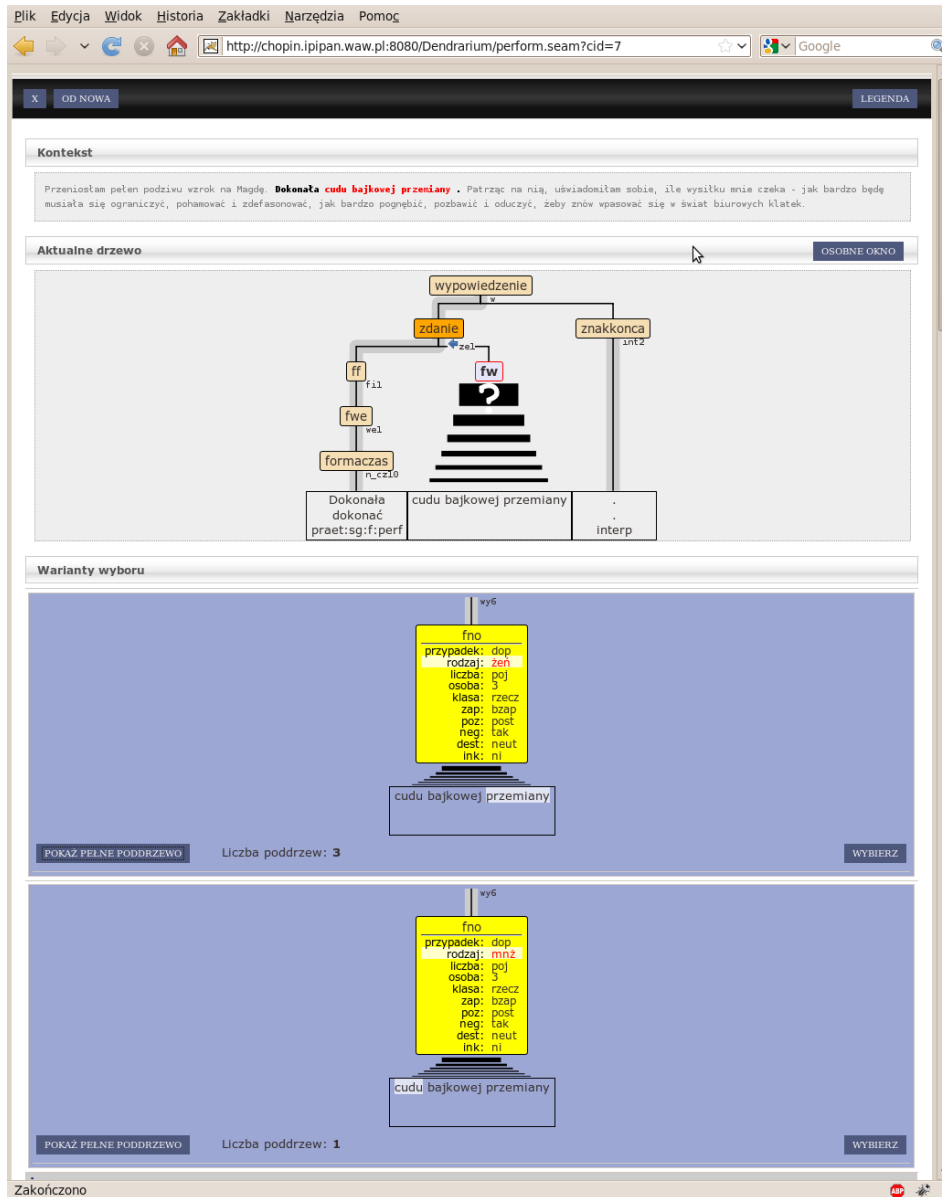 Plik Edycja Widok Historia Zakładki Narzędzia Pomoc
http://chopin.ipipan.waw.pl:8080/Dendrarium/perform.seam?cid=7 Google
X OD NOWA LEGENDA
Kontekst
Przeniosłam pełen podziwu wzrok na Magdę. Dokonała cudu bajkowej przemiany . Patrząc na nią, uświadomiłam sobie, ile wysiłku mnie czeka - jak bardzo będę
musiała się ograniczyć, pohamować i zdefasonować, jak bardzo pognębić, pozbawić i oduczyć, żeby znów wpasować się w świat biurowych klatek.
Aktualne drzewo OSOBNE OKNO
wypowiedzenie
w
zdanie znakkonca
ze1 int2
ff fw
fi1
?
fwe
we1
formaczas
n_cz10
Dokonała cudu bajkowej przemiany .
dokonać .
praet:sg:f:perf interp
Warianty wyboru
wy6
fno
przypadek: dop
rodzaj: żeń
liczba: poj
osoba: 3
klasa: rzecz
zap: bzap
poz: post
neg: tak
dest: neut
ink: ni
cudu bajkowej przemiany
POKAŻ PEŁNE PODDRZEWO Liczba poddrzew: 3 WYBIERZ
wy6
fno
przypadek: dop
rodzaj: mnż
liczba: poj
osoba: 3
klasa: rzecz
zap: bzap
poz: post
neg: tak
dest: neut
ink: ni
cudu bajkowej przemiany
POKAŻ PEŁNE PODDRZEWO Liczba poddrzew: 1 WYBIERZ
Zakończono ABP